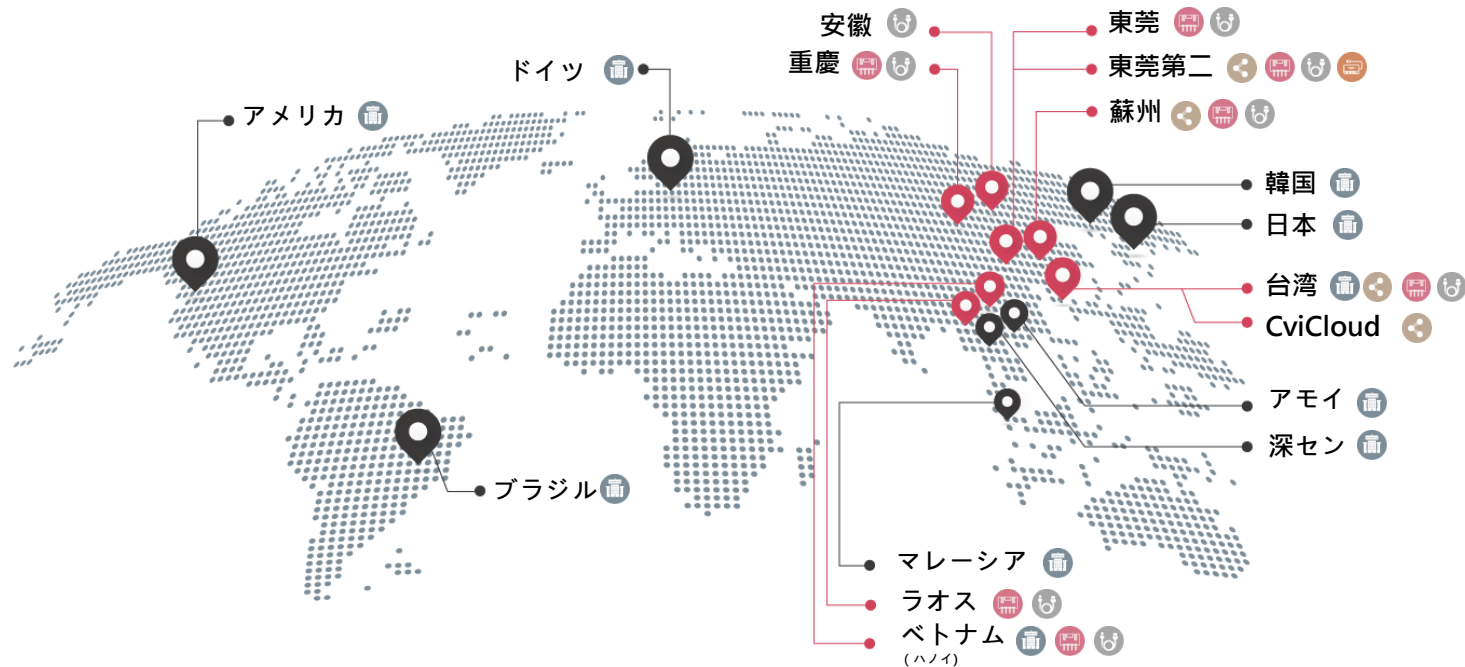 安徽
東莞
重慶
東莞第二
ドイツ
アメリカ
蘇州
韓国
日本
台湾
CviCloud
アモイ
深セン
ブラジル
マレーシア
ラオス
ベトナム
(ハノイ)